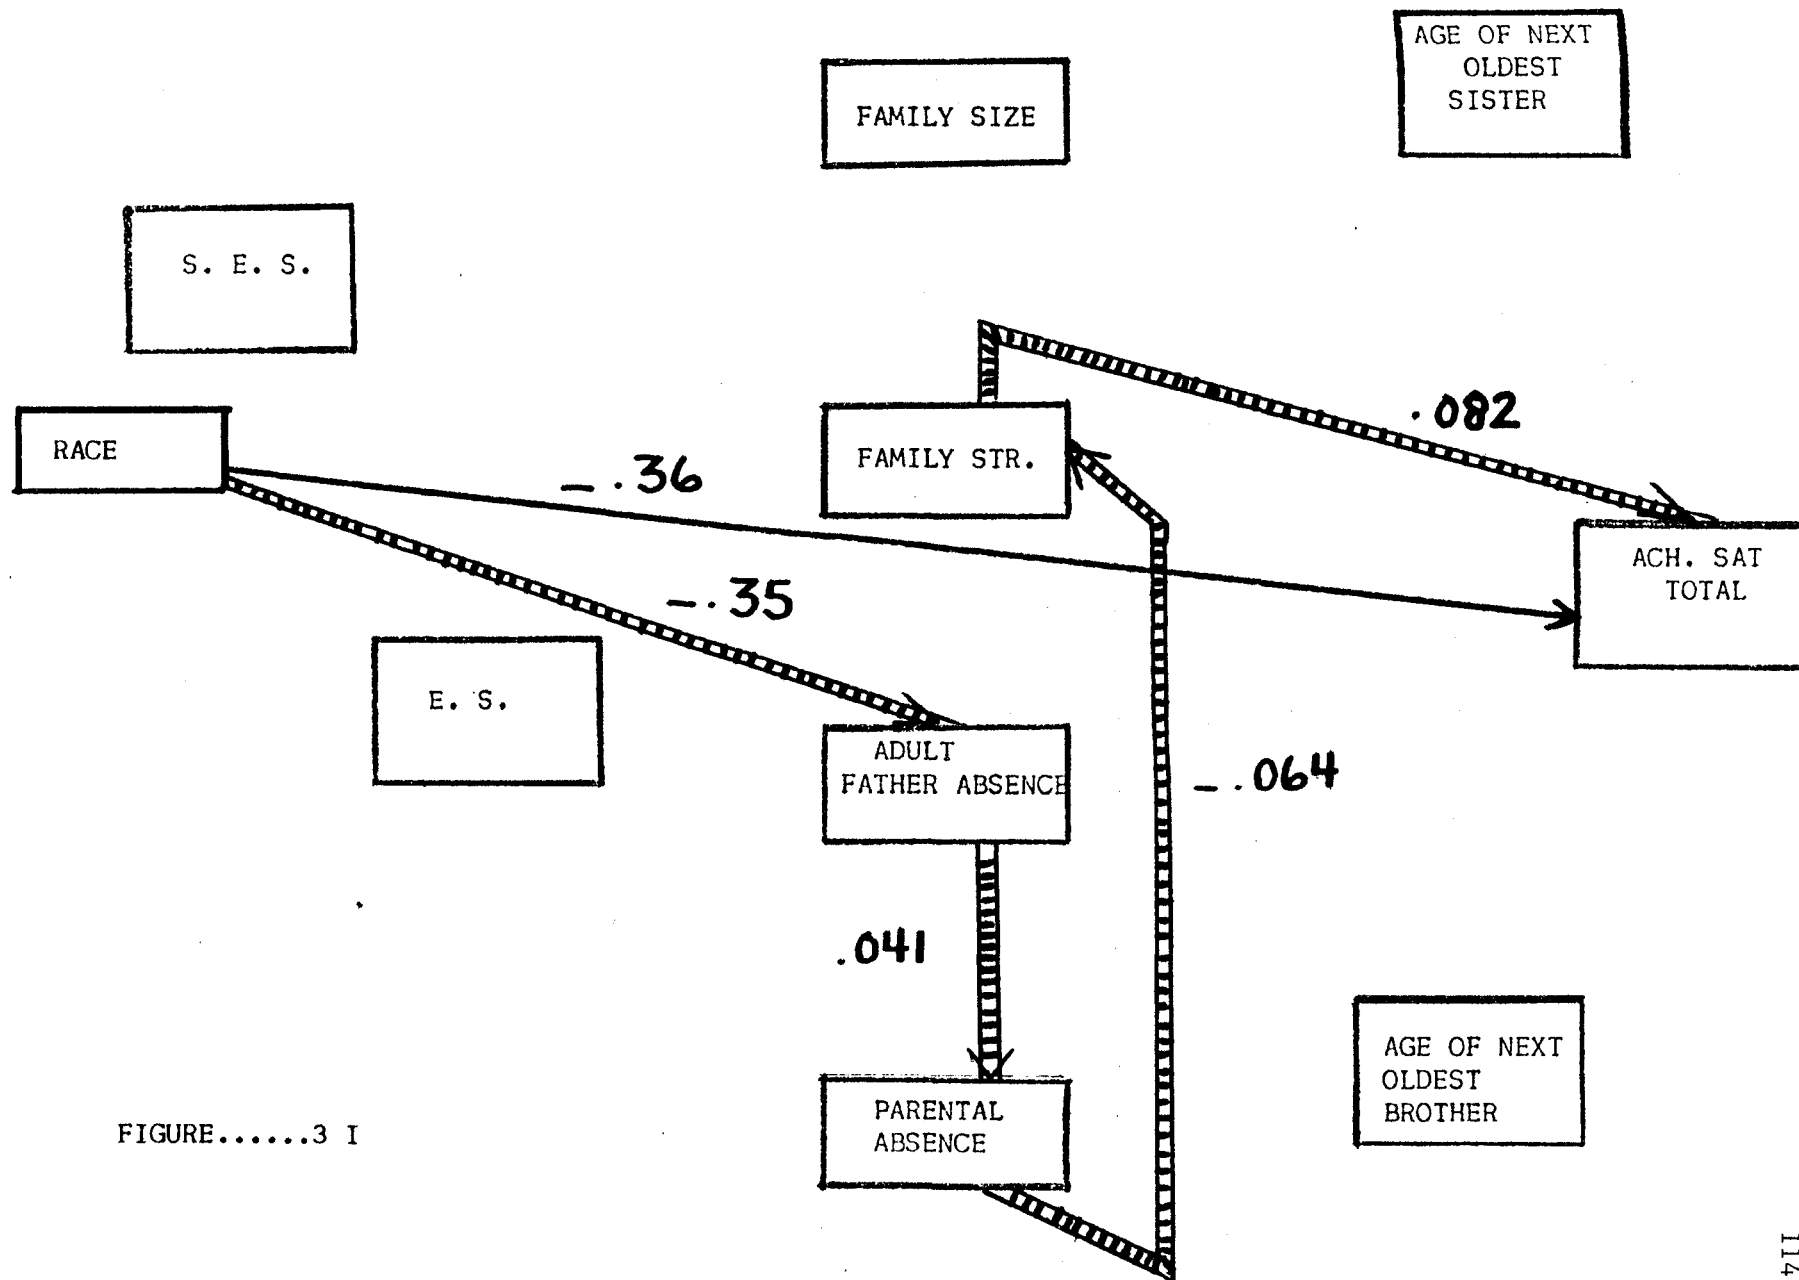 AGE OF NEXT
OLDEST
SISTER
FAMILY SIZE
S. E. S.
RACE
FAMILY STR.
.082
-.36
ACH. SAT
TOTAL
-.35
E. S.
ADULT
FATHER ABSENCE
-.064
.041
AGE OF NEXT
OLDEST
BROTHER
PARENTAL
ABSENCE
FIGURE......3 I
114